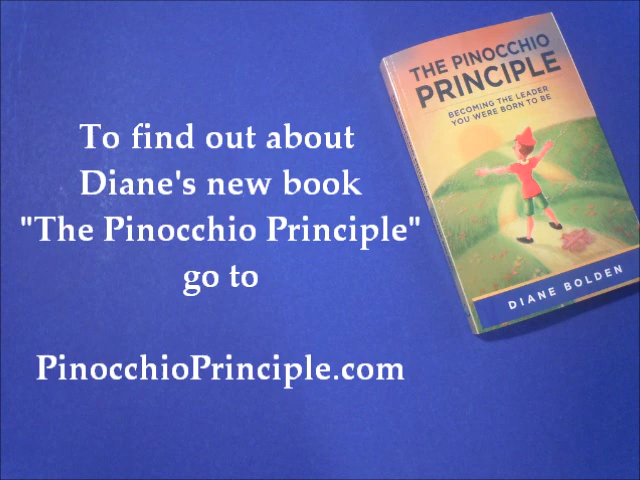 To find out about
Diane's new book
"The Pinocchio Principle"
go to
PinocchioPrinciple.com
THE PINOCCHIO
PRINCIPLE
BECOMING THE LEADER
YOU WERE BORN TO BE
DIANE BOLDEN